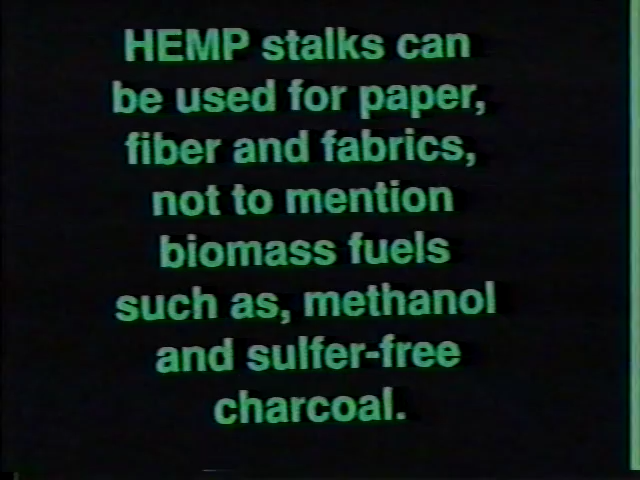 HEMP stalks can
be used for paper,
fiber and fabrics,
not to mention
biomass fuels
such as, methanol
and sulfer-free
charcoal.